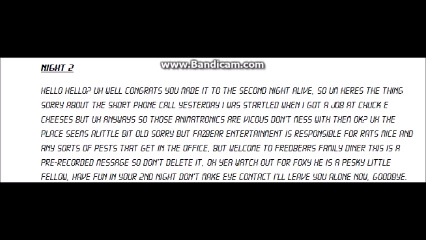 www.Bandicam.com
NIGHT 2
HELLO HELLO? UH WELL CONGRATS YOU MADE IT TO THE SECOND NIGHT ALIVE, SO UM HERES THE THING
SORRY ABOUT THE SHORT PHONE CALL YESTERDAY I WAS STARTLED WHEN I GOT A JOB AT CHUCK E
CHEESES BUT UH ANYWAYS SO THOSE ANIMATRONICS ARE VICOUS DON'T MESS WITH THEM OK? UH THE
PLACE SEEMS ALITTLE BIT OLD SORRY BUT FAZBEAR ENTERTAINMENT IS RESPONSIBLE FOR RATS MICE AND
ANY SORTS OF PESTS THAT GET IN THE OFFICE, BUT WELCOME TO FREDBEARS FAMILY DINER THIS IS A
PRE-RECORDED MESSAGE SO DON'T DELETE IT, OH YEA WATCH OUT FOR FOXY HE IS A PESKY LITTLE
FELLOW, HAVE FUN IN YOUR 2ND NIGHT DON'T MAKE EYE CONTACT I'LL LEAVE YOU ALONE NOW, GOODBYE.